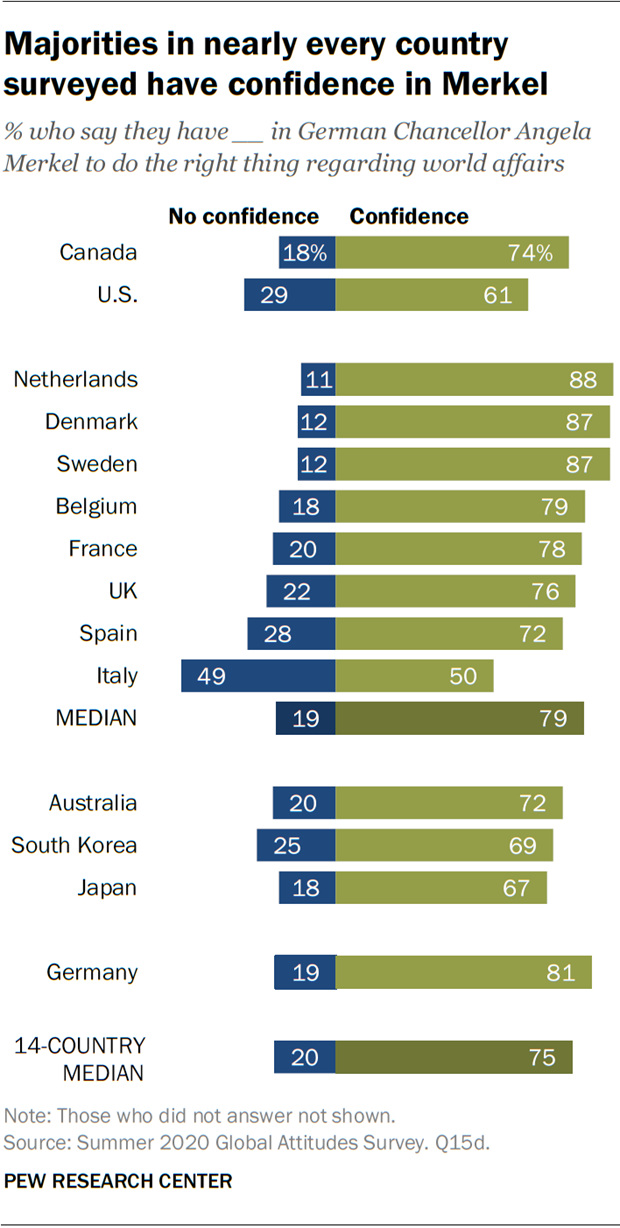 Majorities in nearly every country
surveyed have confidence in Merkel
% who say they have __ in German Chancellor Angela
Merkel to do the right thing regarding world affairs
No confidence Confidence
Canada 18% 74%
U.S. 29 61
Netherlands 11 88
Denmark 12 87
Sweden 12 87
Belgium 18 79
France 20 78
UK 22 76
Spain 28 72
Italy 49 50
MEDIAN 19 79
Australia 20 72
South Korea 25 69
Japan 18 67
Germany 19 81
14-COUNTRY
MEDIAN 20 75
Note: Those who did not answer not shown.
Source: Summer 2020 Global Attitudes Survey. Q15d.
PEW RESEARCH CENTER